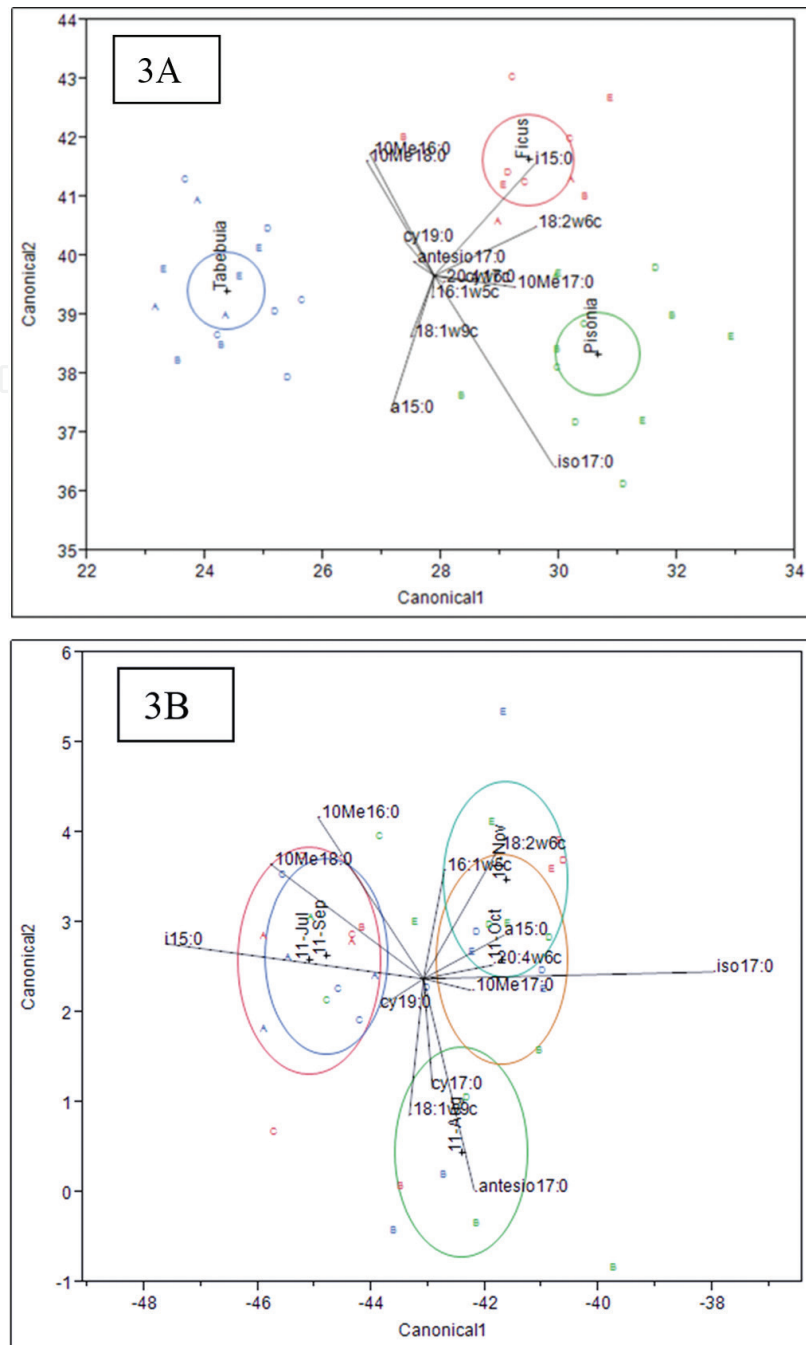 3A
44
43
42
41
40
39
38
37
36
35
Canonical2
22 24 26 28 30 32 34
Canonical1
Tabebuia
Ficus
Pisonia
10Me16:0
10Me18:0
i15:0
18:2w6c
cy19:0
antesio17:0
10Me17:0
16:1w5c
18:1w9c
a15:0
iso17:0
C
A
C
E
E
E
A
A
C
C
C
B
B
C
B
C
E
C
C
E
C
A
B
A
E
D
A
C
B
E
D
B
D
E
D
3B
6
5
4
3
2
1
0
-1
Canonical2
-48 -46 -44 -42 -40 -38
Canonical1
10Me16:0
10Me18:0
i15:0
11-Jul
11-Sep
cy19:0
18:2w6c
16:1w5c
11-Oct
a15:0
20:4w6c
10Me17:0
iso17:0
cy17:0
18:1w9c
11-Aug
antesio17:0
E
C
E
D
E
C
A
B
C
A
A
E
D
C
E
E
D
A
A
D
C
C
C
A
C
B
D
C
B
B
B
B
B